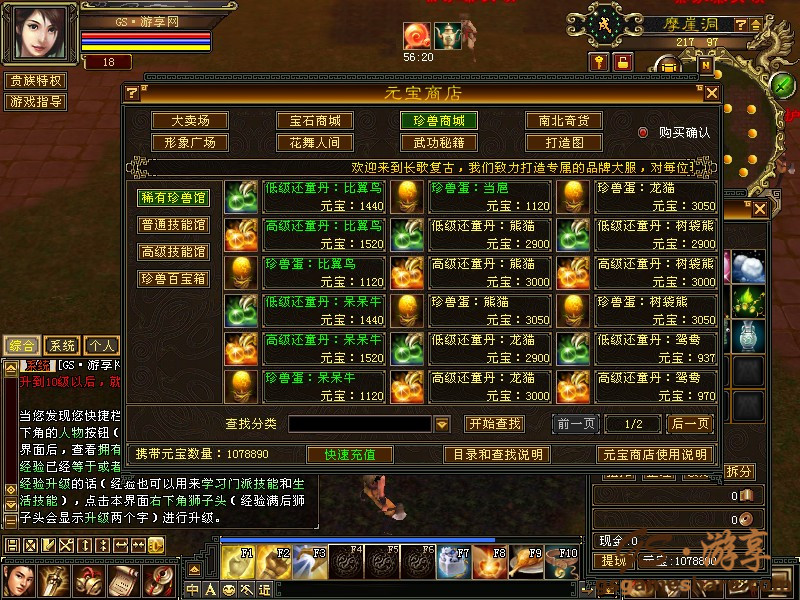 GS·游享网
18
贵族特权
游戏指导
56:20
摩崖洞
217 97
元宝商店
大卖场
宝石商城
珍兽商城
南北奇货
形象广场
花舞人间
武功秘籍
打造图
购买确认
欢迎来到长歌复古，我们致力打造专属的品牌大服，对每位
稀有珍兽馆
普通技能馆
高级技能馆
珍兽百宝箱
低级还童丹：比翼鸟
元宝：1440
珍兽蛋：当扈
元宝：1120
珍兽蛋：龙猫
元宝：3050
高级还童丹：比翼鸟
元宝：1520
低级还童丹：熊猫
元宝：2900
低级还童丹：树袋熊
元宝：2900
珍兽蛋：比翼鸟
元宝：1120
高级还童丹：熊猫
元宝：3000
高级还童丹：树袋熊
元宝：3000
低级还童丹：呆呆牛
元宝：1440
珍兽蛋：熊猫
元宝：3050
珍兽蛋：树袋熊
元宝：3050
高级还童丹：呆呆牛
元宝：1520
低级还童丹：龙猫
元宝：2900
低级还童丹：鸳鸯
元宝：937
珍兽蛋：呆呆牛
元宝：1120
高级还童丹：龙猫
元宝：3000
高级还童丹：鸳鸯
元宝：970
查找分类
开始查找
前一页
1/2
后一页
携带元宝数量：1078890
快速充值
目录和查找说明
元宝商店使用说明
综合
系统
个人
系统 [GS·游享
升到10级以后，就
当您发现您快捷栏
下角的人物按钮（
界面后，查看拥有
经验已经等于或者
经验升级的话（经验也可以用来学习门派技能和生
活技能），点击本界面右下角狮子头（经验满后狮
子头会显示升级两个字）进行升级。
拆分
0
0
现金：0
提现
元宝：1078890
游享
F1
F2
F3
F4
F5
F6
F7
F8
F9
F10
中
A
近